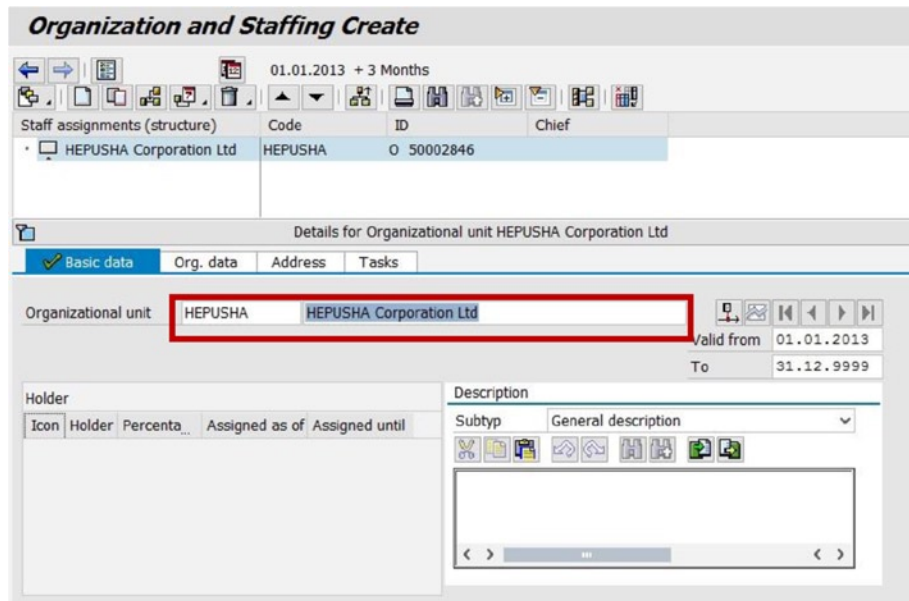 Organization and Staffing Create
01.01.2013 + 3 Months
Staff assignments (structure) Code ID Chief
HEPUSHA Corporation Ltd HEPUSHA O 50002846
Details for Organizational unit HEPUSHA Corporation Ltd
Basic data Org. data Address Tasks
Organizational unit HEPUSHA HEPUSHA Corporation Ltd
Valid from 01.01.2013
To 31.12.9999
Holder
Icon Holder Percenta... Assigned as of Assigned until
Description
Subtyp General description